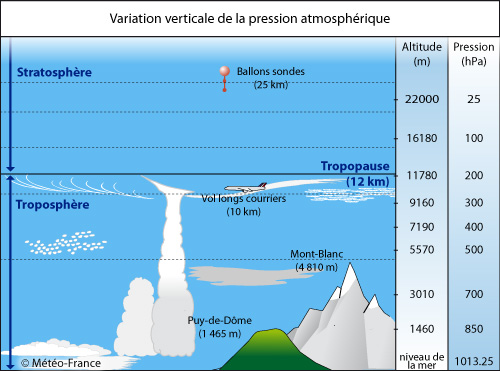 Variation verticale de la pression atmosphérique
Altitude
(m)
Pression
(hPa)
Stratosphère
Ballons sondes
(25 km)
22000
25
16180
100
Tropopause
(12 km)
11780
200
Troposphère
Vol longs courriers
(10 km)
9160
300
7190
400
5570
500
Mont-Blanc
(4 810 m)
3010
700
Puy-de-Dôme
(1 465 m)
1460
850
niveau de
la mer
1013.25
© Météo-France